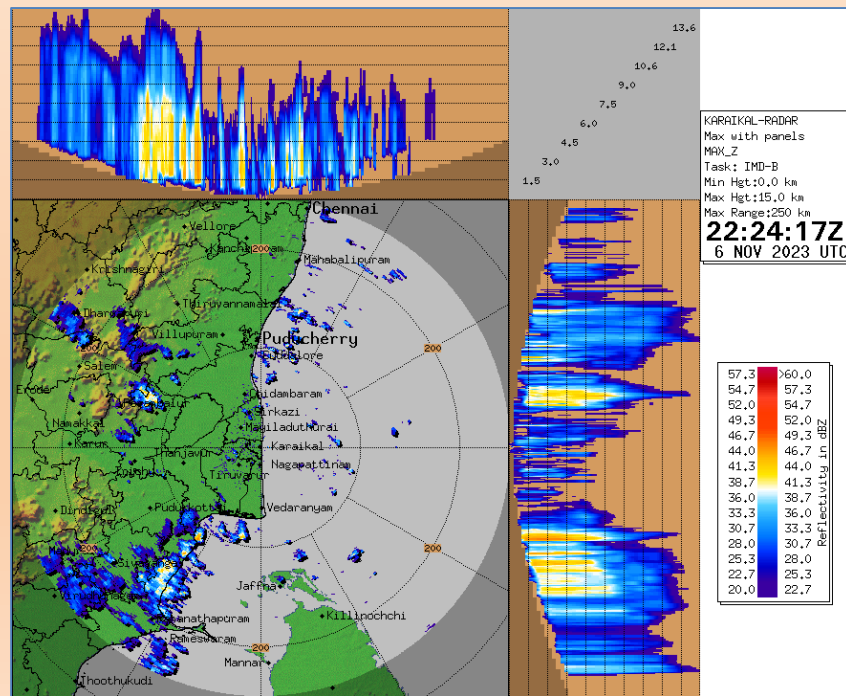 13.6
12.1
10.6
9.0
7.5
6.0
4.5
3.0
1.5
KARAIKAL-RADAR
Max with panels
MAX_Z
Task: IMD-B
Min Hgt:0.0 km
Max Hgt:15.0 km
Max Range:250 km
22:24:17Z
6 NOV 2023 UTC
Chennai
Vellore
200
Mahabalipuram
Krishnagiri
Thiruvannamalai
Villupuram
Puducherry
200
Salem
Erode
Chidambaram
Sirkazi
Namakkal
Mayiladuthurai
Karur
Karaikal
Thanjavur
Nagapattinam
Tiruvarur
Vedaranyam
Dindigul
200
200
Jaffna
Killinochchi
Rameswaram
200
Mannar
Thoothukudi
57.3 >60.0
54.7 57.3
52.0 54.7
49.3 52.0
46.7 49.3
44.0 46.7
41.3 44.0
38.7 41.3
36.0 38.7
33.3 36.0
30.7 33.3
28.0 30.7
25.3 28.0
22.7 25.3
20.0 22.7
Reflectivity in dBZ